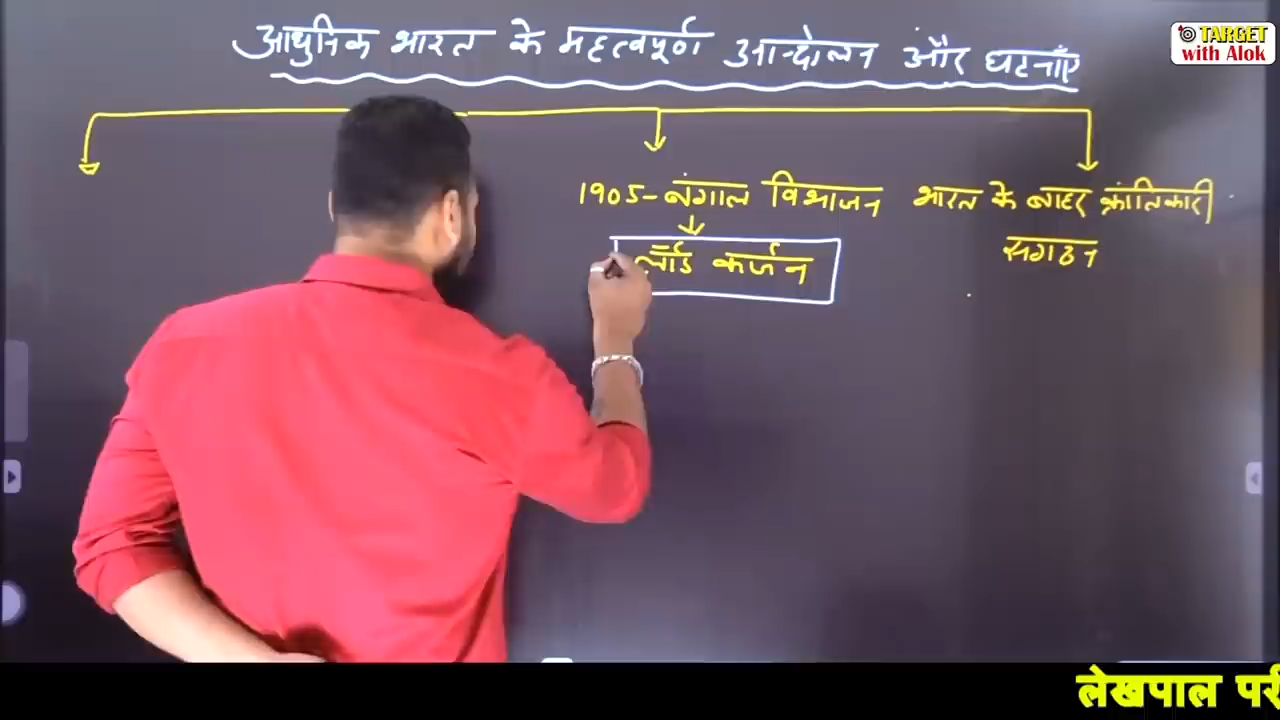 आधुनिक भारत के महत्वपूर्ण आन्दोलन और घटनाएँ
TARGET
with Alok
1905-बंगाल विभाजन
लॉर्ड कर्जन
भारत के बाहर क्रांतिकारी
सगठन
लेखपाल परी